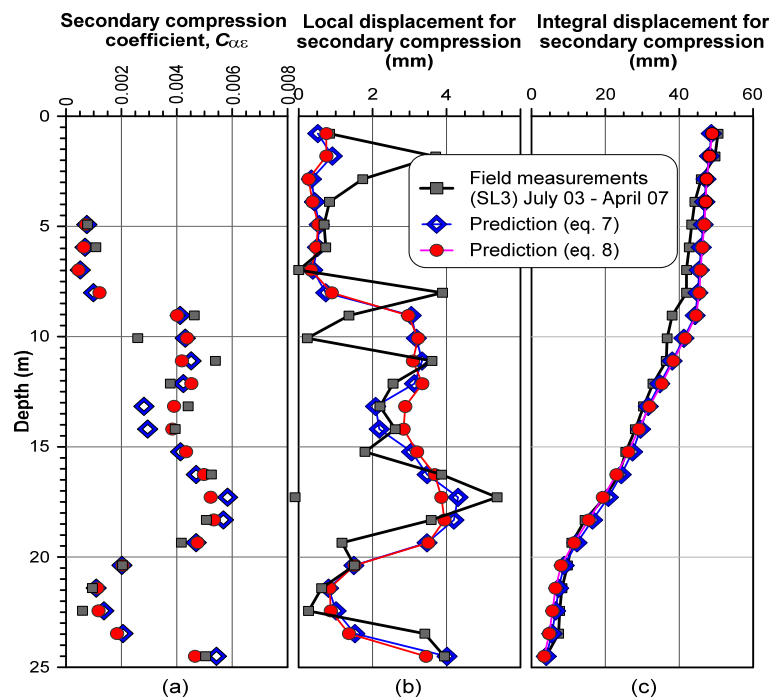 Secondary compression
coefficient, Cαε
Local displacement for
secondary compression
(mm)
Integral displacement for
secondary compression
(mm)
0 0.002 0.004 0.006 0.008
0 2 4 6
0 20 40 60
Depth (m)
0
5
10
15
20
25
Field measurements
(SL3) July 03 - April 07
Prediction (eq. 7)
Prediction (eq. 8)
(a) (b) (c)